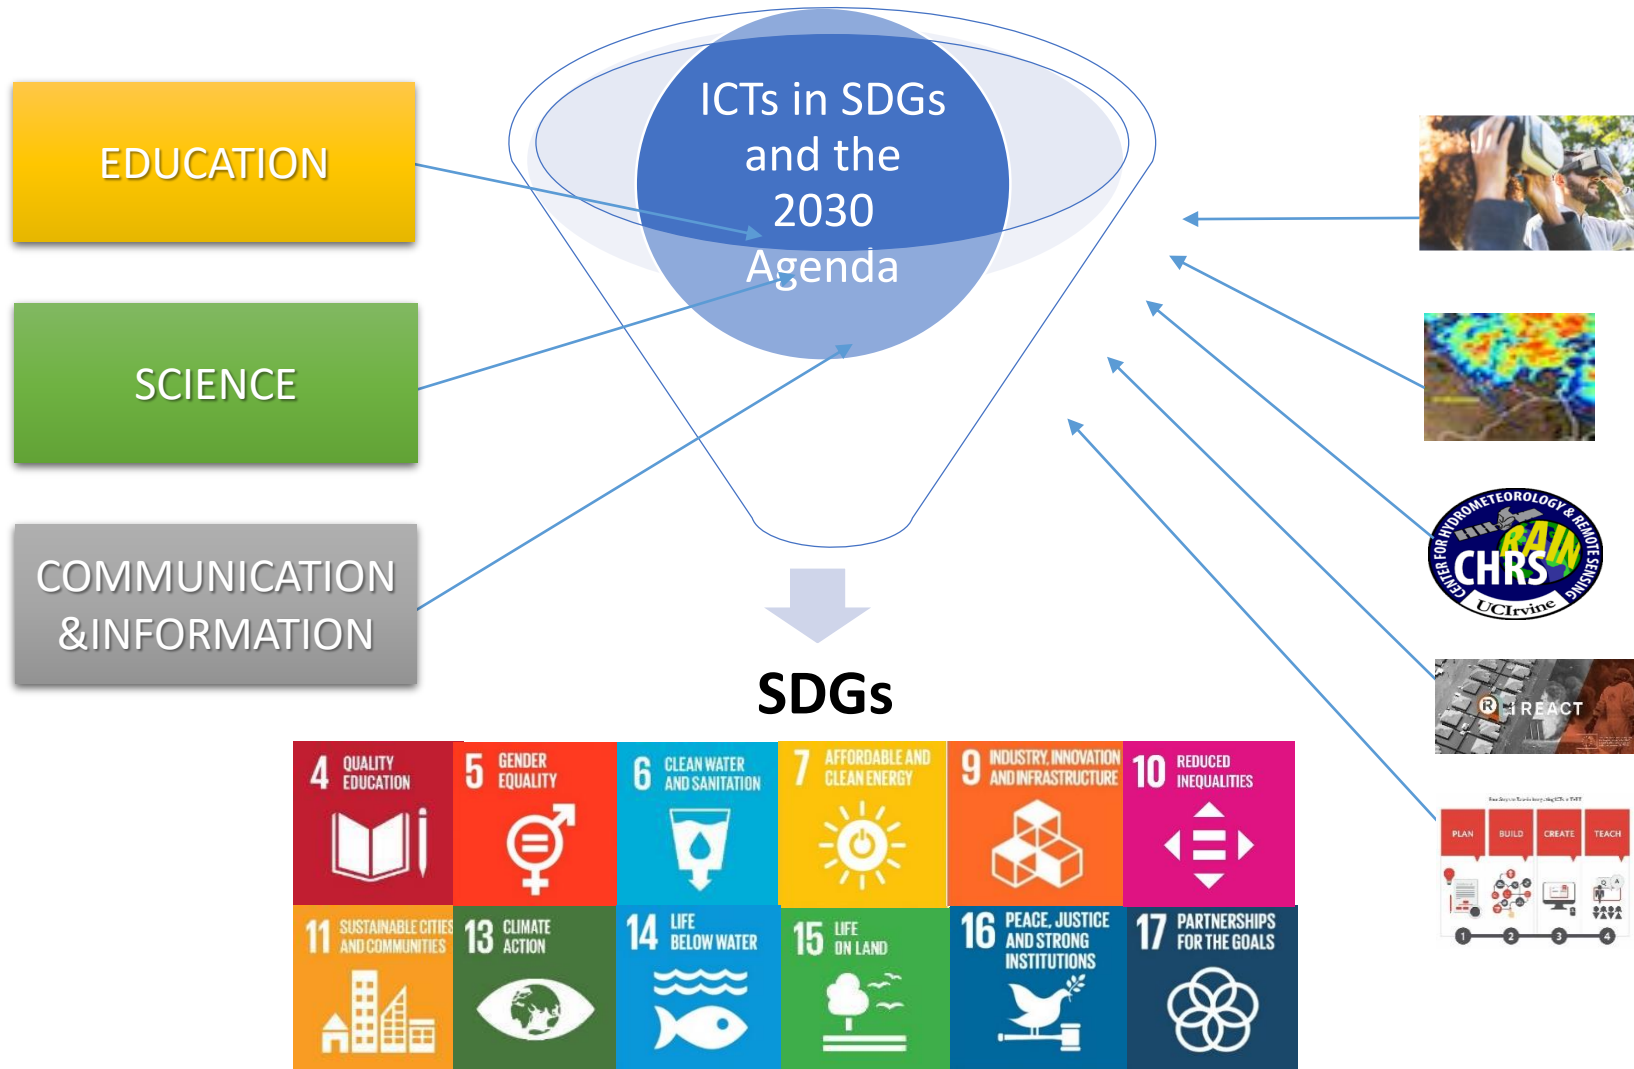 EDUCATION
SCIENCE
COMMUNICATION
&INFORMATION
ICTs in SDGs
and the
2030
Agenda
SDGs
4 QUALITY
EDUCATION
5 GENDER
EQUALITY
6 CLEAN WATER
AND SANITATION
7 AFFORDABLE AND
CLEAN ENERGY
9 INDUSTRY, INNOVATION
AND INFRASTRUCTURE
10 REDUCED
INEQUALITIES
11 SUSTAINABLE CITIES
AND COMMUNITIES
13 CLIMATE
ACTION
14 LIFE
BELOW WATER
15 LIFE
ON LAND
16 PEACE, JUSTICE
AND STRONG
INSTITUTIONS
17 PARTNERSHIPS
FOR THE GOALS
CENTER FOR HYDROMETEOROLOGY & REMOTE SENSING
RAIN
CHRS
UCIrvine
R
I REACT
PLAN BUILD CREATE TEACH
Q A
1 2 3 4